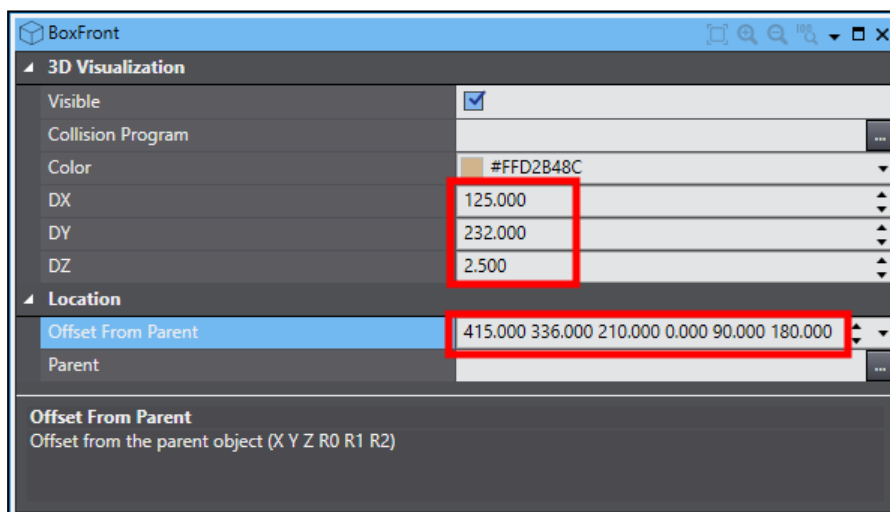 BoxFront
3D Visualization
Visible
Collision Program
...
Color #FFD2B48C
DX 125.000
DY 232.000
DZ 2.500
Location
Offset From Parent 415.000 336.000 210.000 0.000 90.000 180.000
Parent
...
Offset From Parent
Offset from the parent object (X Y Z R0 R1 R2)